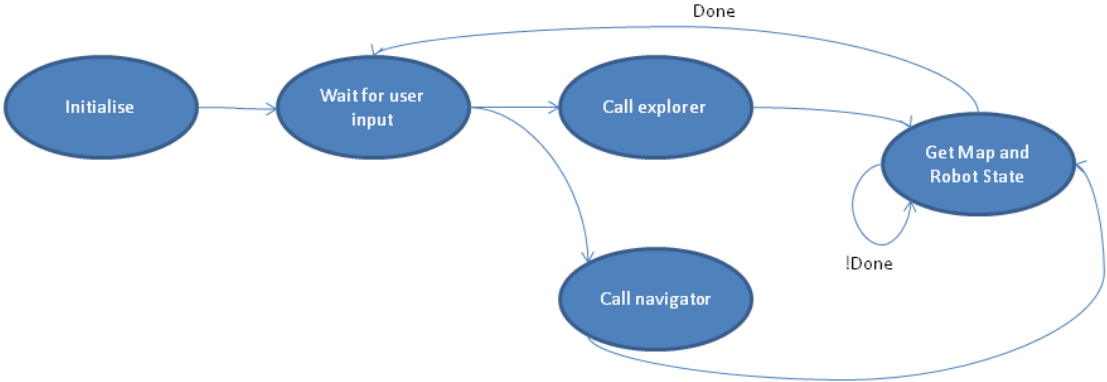 Done
Initialise
Wait for user
input
Call explorer
Get Map and
Robot State
!Done
Call navigator